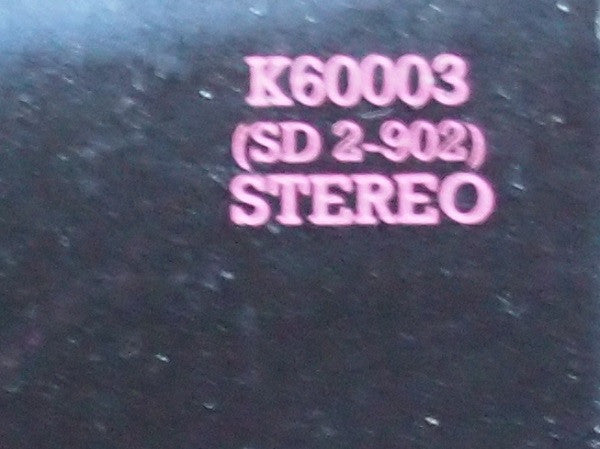 K60003
(SD 2-902)
STEREO